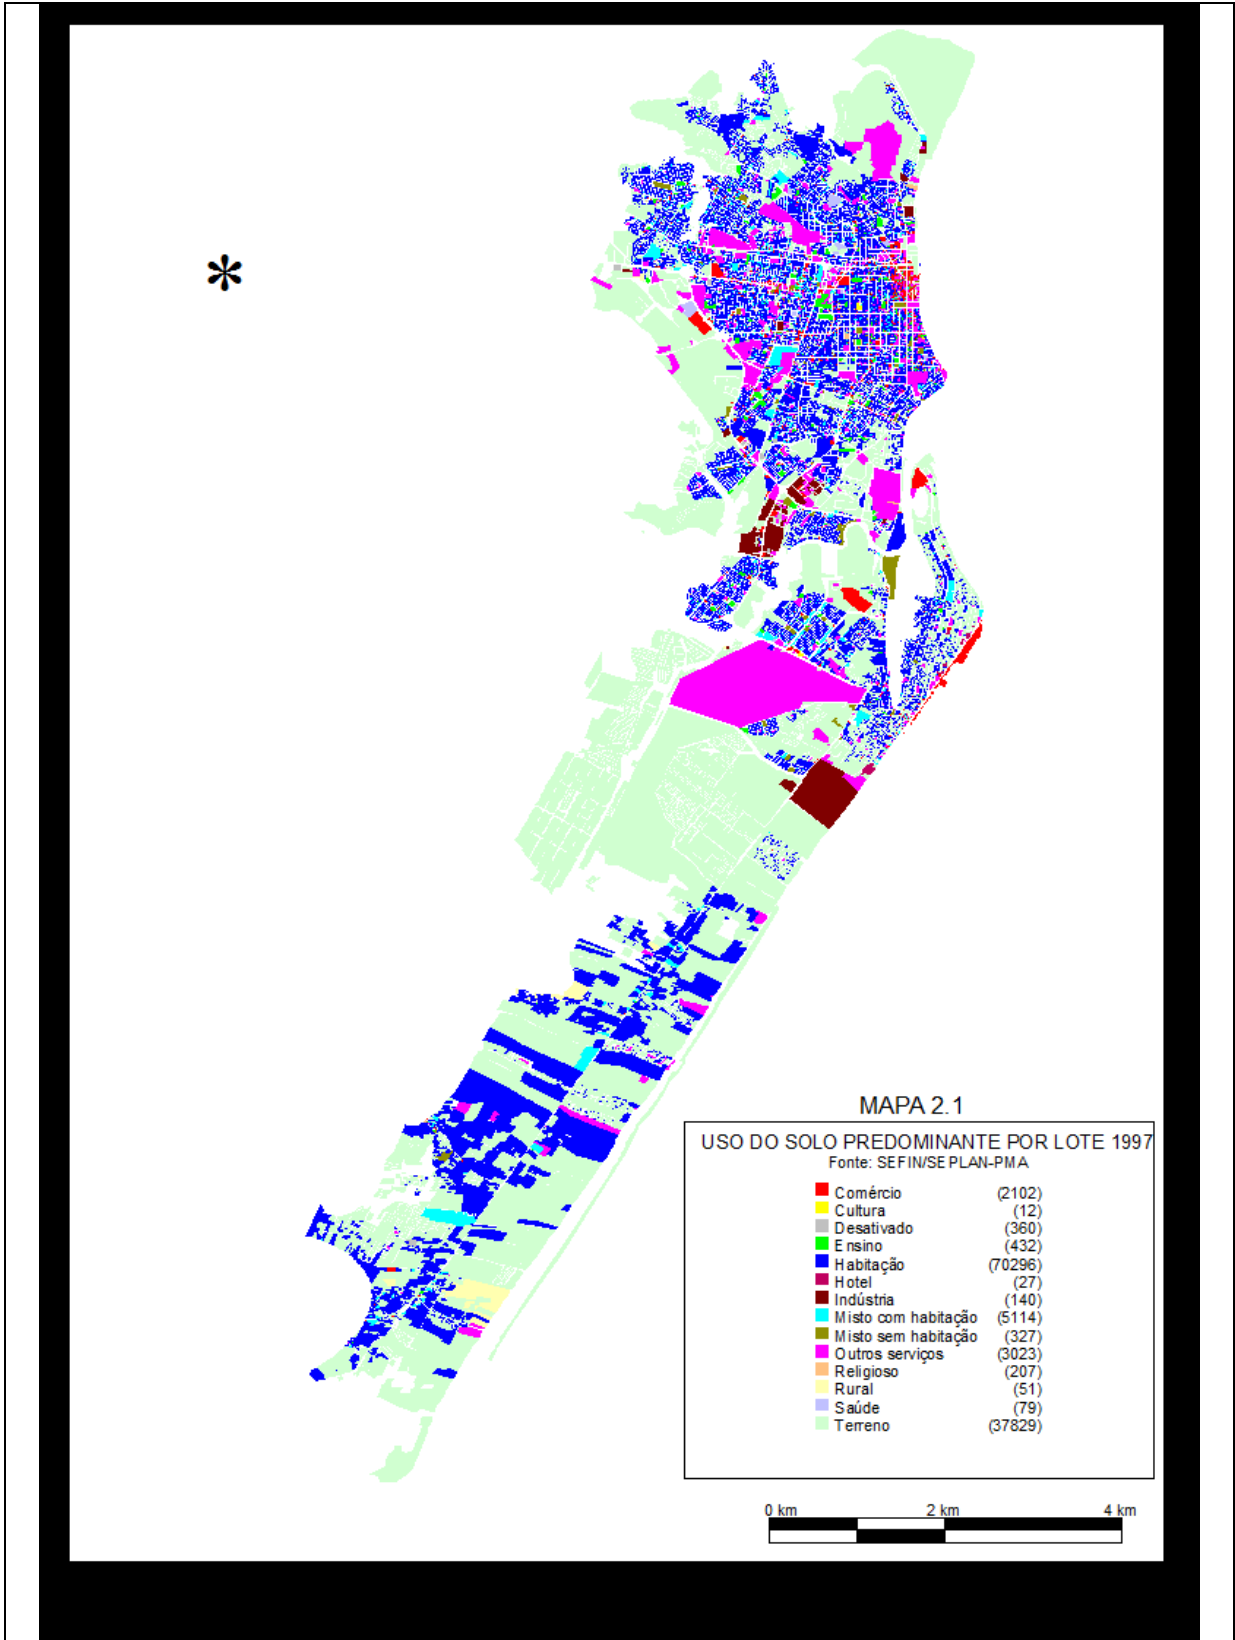 MAPA 2.1
USO DO SOLO PREDOMINANTE POR LOTE 1997
Fonte: SEFIN/SEPLAN-PMA
Comércio (2102)
Cultura (12)
Desativado (360)
Ensino (432)
Habitação (70296)
Hotel (27)
Indústria (140)
Misto com habitação (5114)
Misto sem habitação (327)
Outros serviços (3023)
Religioso (207)
Rural (51)
Saúde (79)
Terreno (37829)
0 km 2 km 4 km